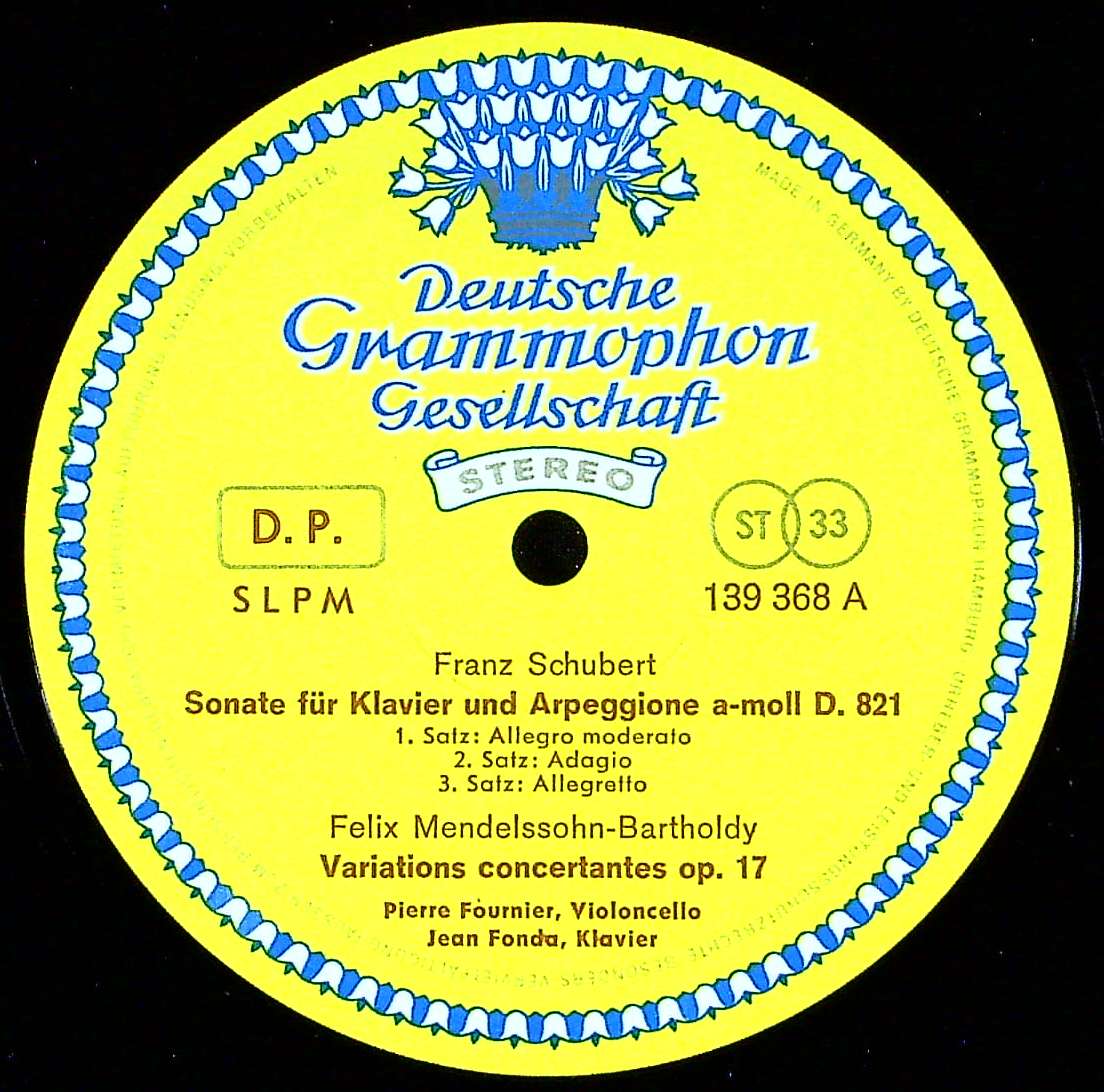 Deutsche
Grammophon
Gesellschaft
STEREO
D. P.
SLPM
ST 33
139 368 A
Franz Schubert
Sonate für Klavier und Arpeggione a-moll D. 821
1. Satz: Allegro moderato
2. Satz: Adagio
3. Satz: Allegretto
Felix Mendelssohn-Bartholdy
Variations concertantes op. 17
Pierre Fournier, Violoncello
Jean Fonda, Klavier
MADE IN GERMANY BY DEUTSCHE GRAMMOPHON HAMBURG
SENDUNG, VORBEHALTEN